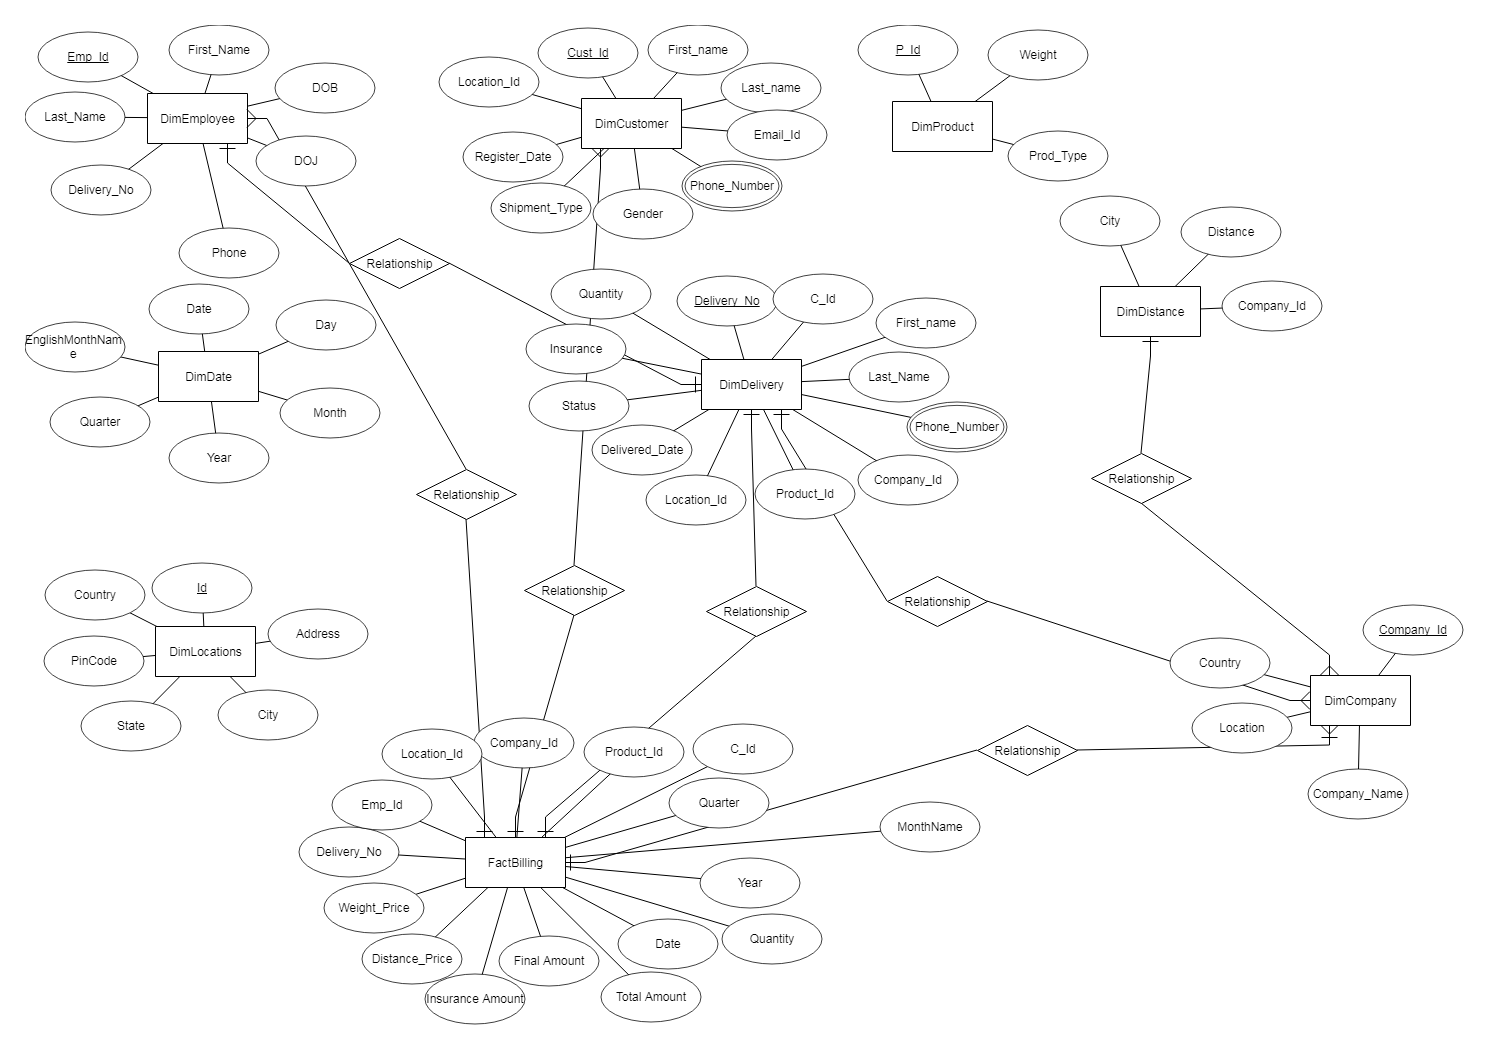 Emp_Id
First_Name
DOB
Last_Name
DimEmployee
DOJ
Delivery_No
Phone
Cust_Id
First_name
Location_Id
Last_name
DimCustomer
Email_Id
Register_Date
Phone_Number
Shipment_Type
Gender
P_Id
Weight
DimProduct
Prod_Type
City
Distance
DimDistance
Company_Id
Relationship
Date
Day
EnglishMonthNam
e
DimDate
Quarter
Month
Year
Quantity
Delivery_No
C_Id
First_name
Insurance
Last_Name
DimDelivery
Status
Phone_Number
Delivered_Date
Location_Id
Product_Id
Company_Id
Relationship
Relationship
Relationship
Relationship
Relationship
Country
Id
Address
DimLocations
PinCode
State
City
Company_Id
Country
DimCompany
Location
Company_Name
Relationship
Location_Id
Company_Id
Product_Id
C_Id
Emp_Id
Quarter
MonthName
Delivery_No
FactBilling
Year
Weight_Price
Quantity
Date
Distance_Price
Final Amount
Insurance Amount
Total Amount